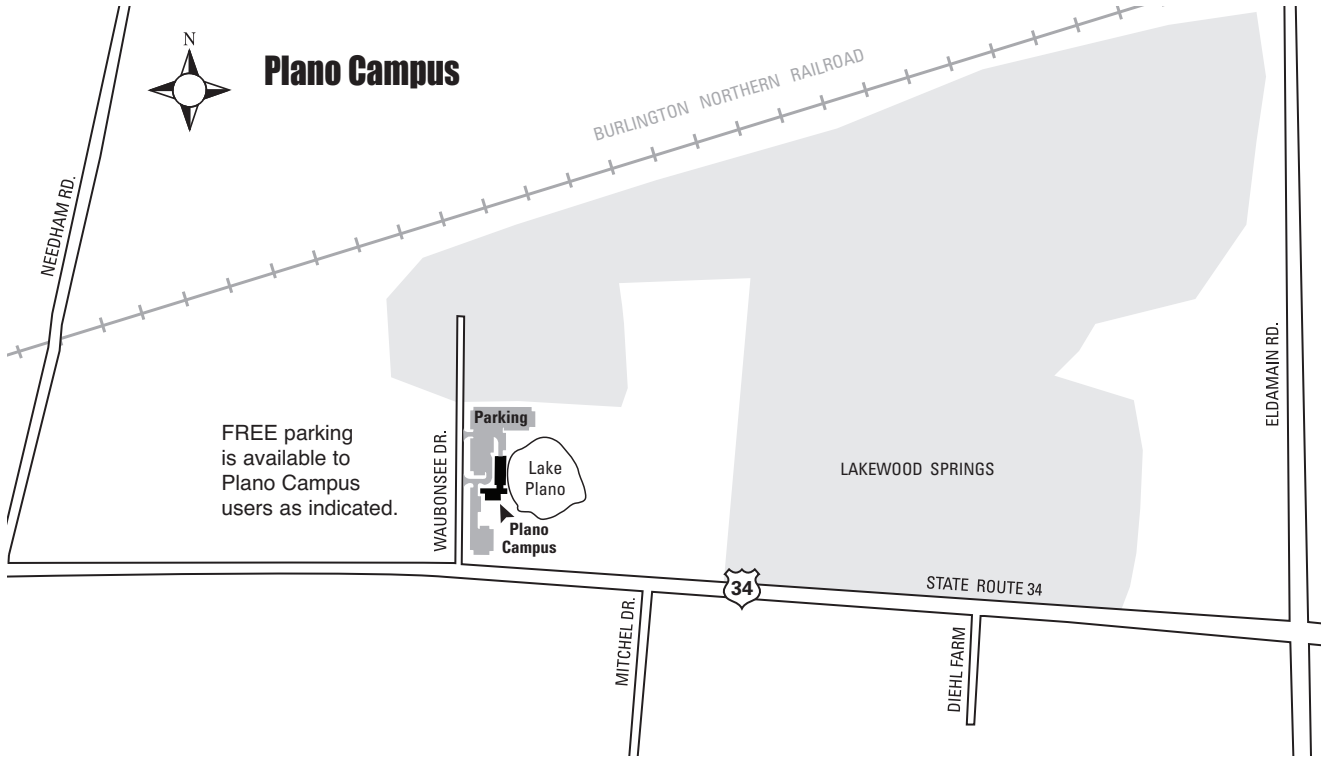 N
Plano Campus
BURLINGTON NORTHERN RAILROAD
NEEDHAM RD.
ELDAMAIN RD.
FREE parking
is available to
Plano Campus
users as indicated.
WAUBONSEE DR.
Parking
Lake
Plano
Plano
Campus
LAKEWOOD SPRINGS
34
STATE ROUTE 34
MITCHEL DR.
DIEHL FARM